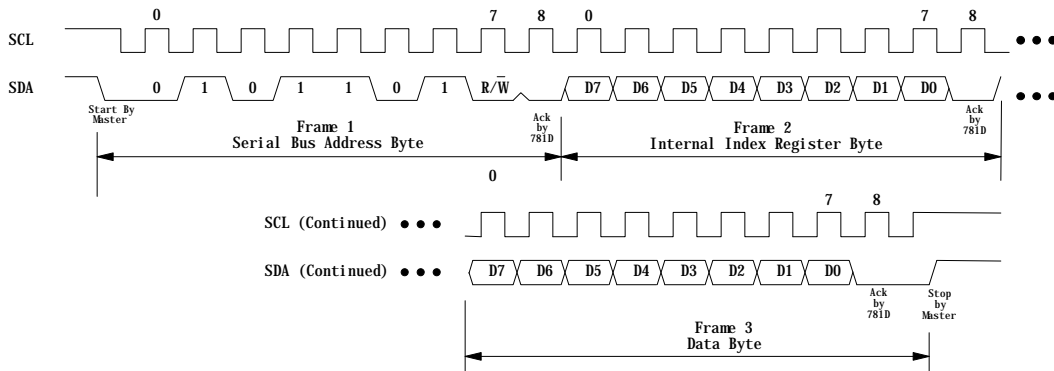 0 7 8 0 7 8
SCL
SDA 0 1 0 1 1 0 1 R/W D7 D6 D5 D4 D3 D2 D1 D0
Start By
Master
Ack
by
781D
Ack
by
781D
Frame 1
Serial Bus Address Byte
Frame 2
Internal Index Register Byte
0 7 8
SCL (Continued)
SDA (Continued) D7 D6 D5 D4 D3 D2 D1 D0
Ack
by
781D
Stop
by
Master
Frame 3
Data Byte